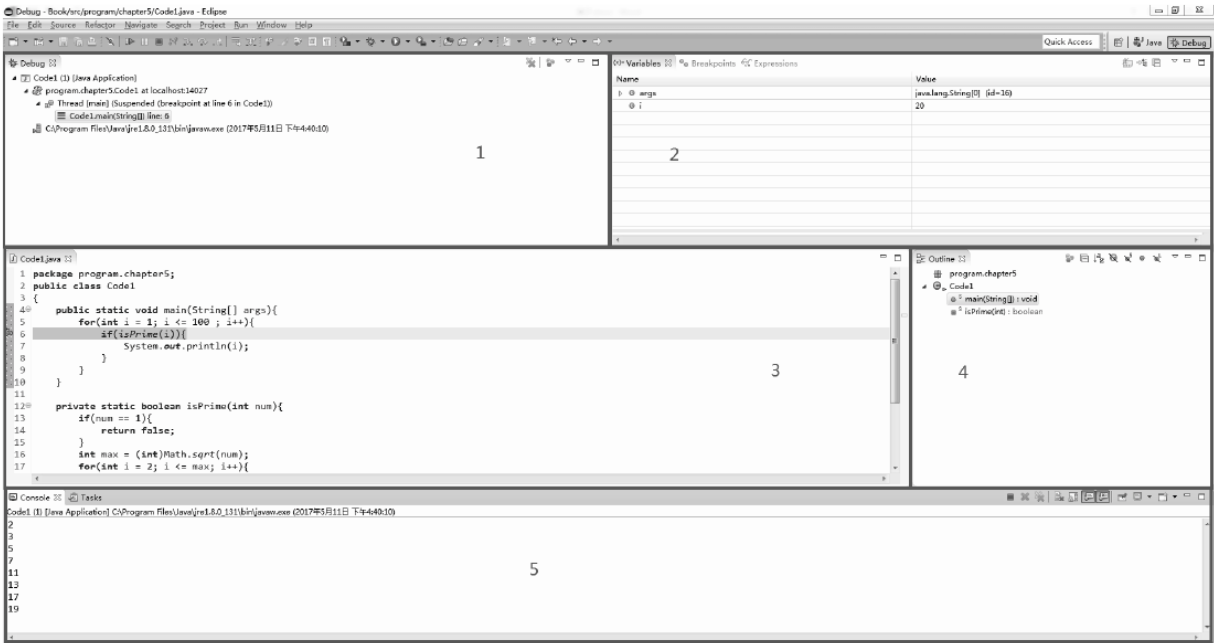 Debug - Book/src/program/chapter5/Code1.java - Eclipse
File Edit Source Refactor Navigate Search Project Run Window Help
Quick Access
Java
Debug
Debug
Code1 (1) [Java Application]
program.chapter5.Code1 at localhost:14027
Thread [main] (Suspended (breakpoint at line 6 in Code1))
Code1.main(String[]) line: 6
C:\Program Files\Java\jre1.8.0_131\bin\javaw.exe (2017年5月11日 下午4:40:10)
1
Variables Breakpoints Expressions
Name Value
args java.lang.String[0] (id=16)
i 20
2
Code1.java
1 package program.chapter5;
2 public class Code1
3 {
4 public static void main(String[] args){
5 for(int i = 1; i <= 100 ; i++){
6 if(isPrime(i)){
7 System.out.println(i);
8 }
9 }
10 }
11
12 private static boolean isPrime(int num){
13 if(num == 1){
14 return false;
15 }
16 int max = (int)Math.sqrt(num);
17 for(int i = 2; i <= max; i++){
3
Outline
program.chapter5
Code1
main(String[]) : void
isPrime(int) : boolean
4
Console Tasks
Code1 (1) [Java Application] C:\Program Files\Java\jre1.8.0_131\bin\javaw.exe (2017年5月11日 下午4:40:10)
2
3
5
7
11
13
17
19
5